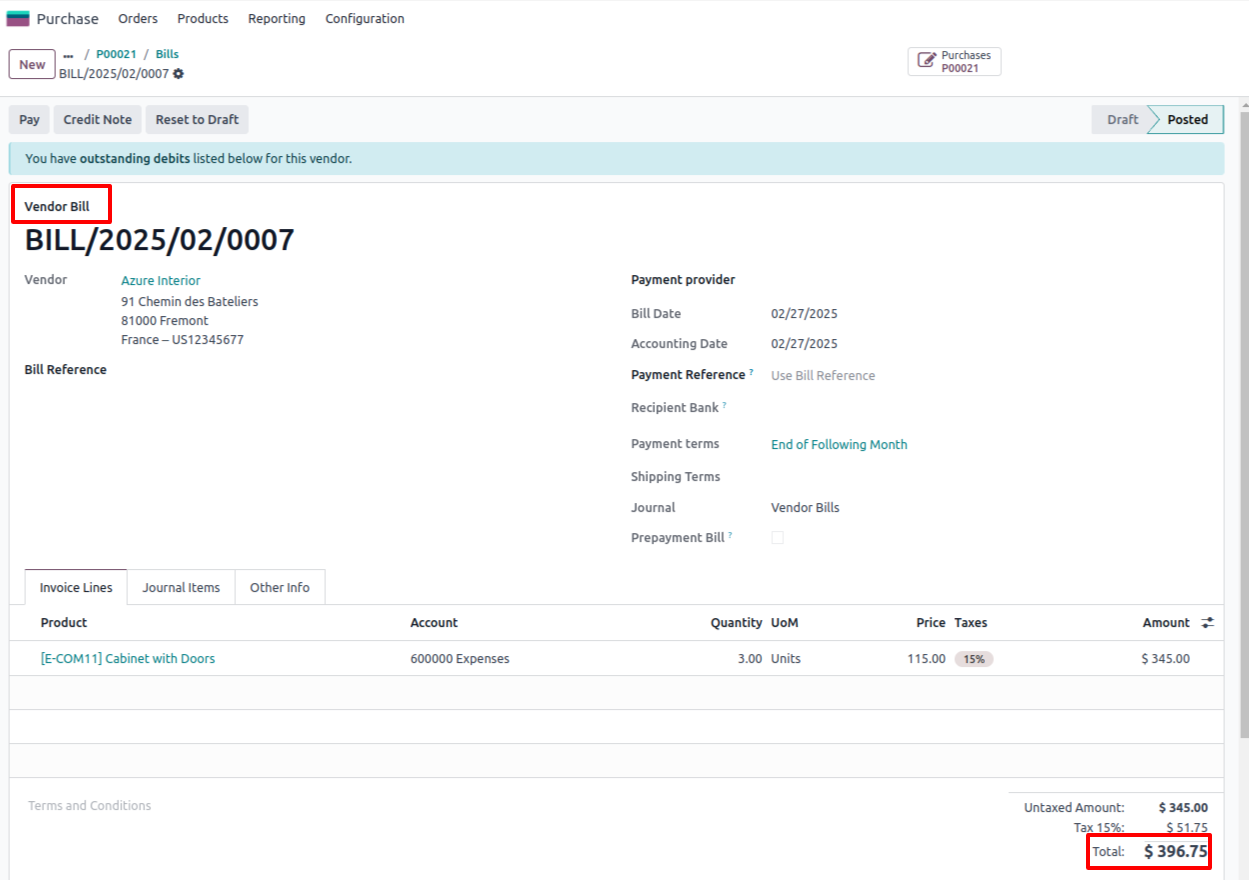 Purchase Orders Products Reporting Configuration
New ... / P00021 / Bills
BILL/2025/02/0007
Purchases
P00021
Pay Credit Note Reset to Draft Draft Posted
You have outstanding debits listed below for this vendor.
Vendor Bill
BILL/2025/02/0007
Vendor Azure Interior
91 Chemin des Bateliers
81000 Fremont
France – US12345677
Bill Reference
Payment provider
Bill Date 02/27/2025
Accounting Date 02/27/2025
Payment Reference ? Use Bill Reference
Recipient Bank ?
Payment terms End of Following Month
Shipping Terms
Journal Vendor Bills
Prepayment Bill ?
Invoice Lines Journal Items Other Info
Product Account Quantity UoM Price Taxes Amount
[E-COM11] Cabinet with Doors 600000 Expenses 3.00 Units 115.00 15% $ 345.00
Terms and Conditions
Untaxed Amount: $ 345.00
Tax 15%: $ 51.75
Total: $ 396.75